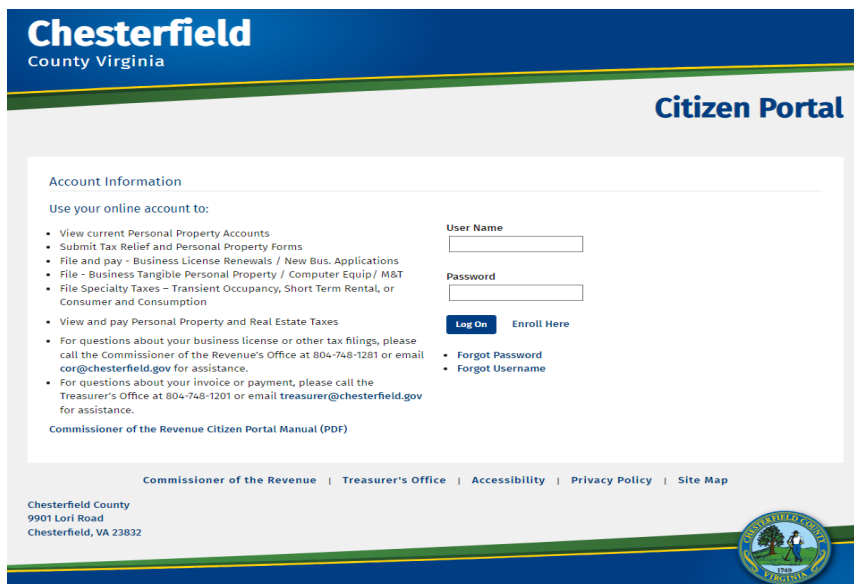 Chesterfield
County Virginia
Citizen Portal
Account Information
Use your online account to:
View current Personal Property Accounts
Submit Tax Relief and Personal Property Forms
File and pay - Business License Renewals / New Bus. Applications
File - Business Tangible Personal Property / Computer Equip/ M&T
File Specialty Taxes – Transient Occupancy, Short Term Rental, or
Consumer and Consumption
View and pay Personal Property and Real Estate Taxes
For questions about your business license or other tax filings, please
call the Commissioner of the Revenue's Office at 804-748-1281 or email
cor@chesterfield.gov for assistance.
For questions about your invoice or payment, please call the
Treasurer's Office at 804-748-1201 or email treasurer@chesterfield.gov
for assistance.
Commissioner of the Revenue Citizen Portal Manual (PDF)
User Name
Password
Log On Enroll Here
Forgot Password
Forgot Username
Commissioner of the Revenue | Treasurer's Office | Accessibility | Privacy Policy | Site Map
Chesterfield County
9901 Lori Road
Chesterfield, VA 23832
CHESTERFIELD COUNTY
1749
VIRGINIA